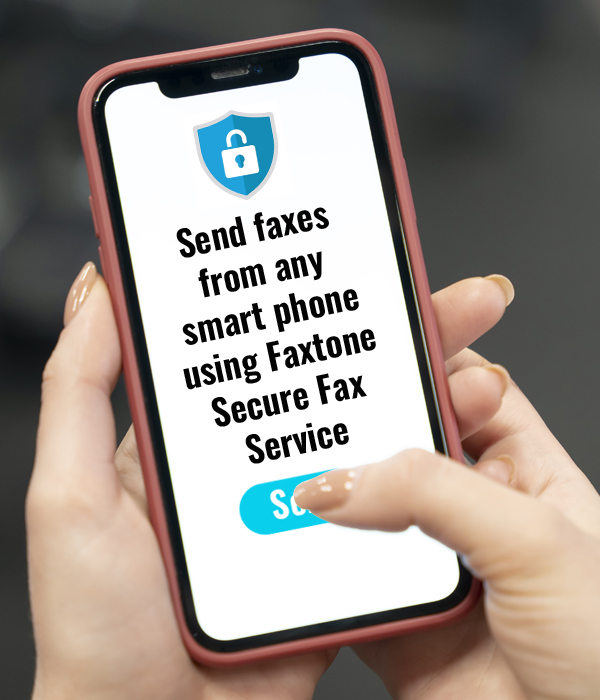 Send faxes
from any
smart phone
using Faxtone
Secure Fax
Service